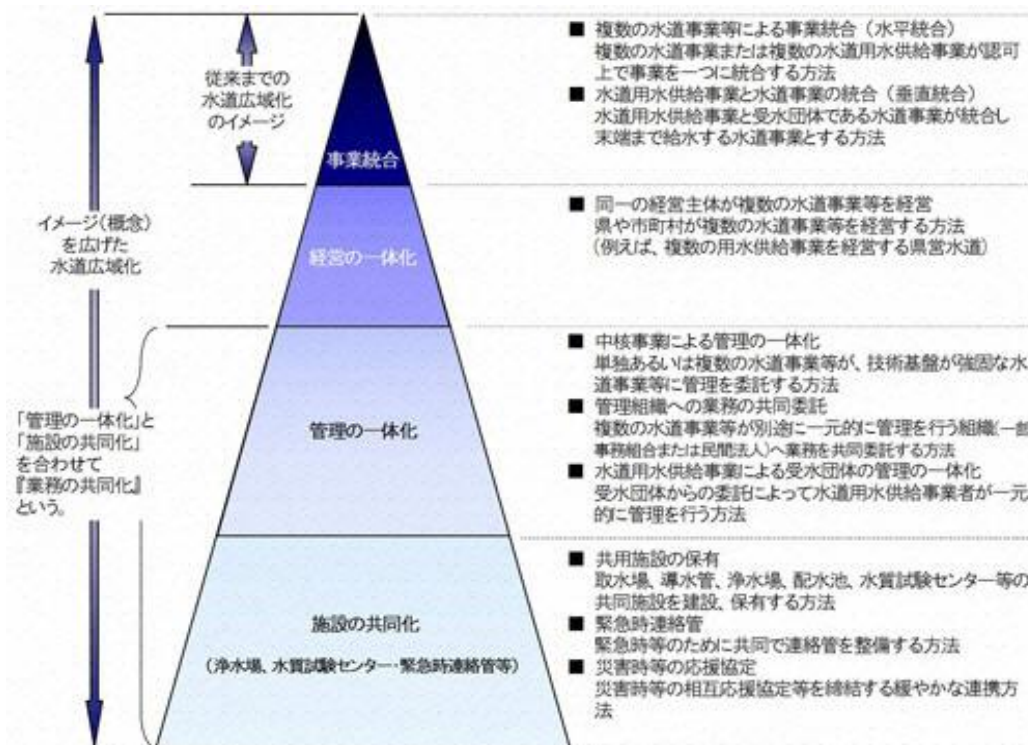 従来までの
水道広域化
のイメージ
イメージ(概念)
を広げた
水道広域化
「管理の一体化」と
「施設の共同化」
を合わせて
『業務の共同化』
という。
事業統合
経営の一体化
管理の一体化
施設の共同化
(浄水場、水質試験センター・緊急時連絡管等)
■ 複数の水道事業等による事業統合(水平統合)
複数の水道事業または複数の水道用水供給事業が認可
上で事業を一つに統合する方法
■ 水道用水供給事業と水道事業の統合(垂直統合)
水道用水供給事業と受水団体である水道事業が統合し
末端まで給水する水道事業とする方法
■ 同一の経営主体が複数の水道事業等を経営
県や市町村が複数の水道事業等を経営する方法
(例えば、複数の用水供給事業を経営する県営水道)
■ 中核事業による管理の一体化
単独あるいは複数の水道事業等が、技術基盤が強固な水
道事業等に管理を委託する方法
■ 管理組織への業務の共同委託
複数の水道事業等が別途に一元的に管理を行う組織(一部
事務組合または民間法人)へ業務を共同委託する方法
■ 水道用水供給事業による受水団体の管理の一体化
受水団体からの委託によって水道用水供給事業者が一元
的に管理を行う方法
■ 共用施設の保有
取水場、導水管、浄水場、配水池、水質試験センター等の
共同施設を建設、保有する方法
■ 緊急時連絡管
緊急時等のために共同で連絡管を整備する方法
■ 災害時等の応援協定
災害時等の相互応援協定等を締結する緩やかな連携方
法